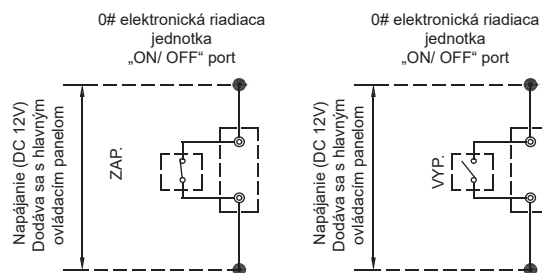 0# elektronická riadiaca
jednotka
„ON/ OFF“ port
Napájanie (DC 12V)
Dodáva sa s hlavným
ovládacím panelom
ZAP.
0# elektronická riadiaca
jednotka
„ON/ OFF“ port
Napájanie (DC 12V)
Dodáva sa s hlavným
ovládacím panelom
VYP.